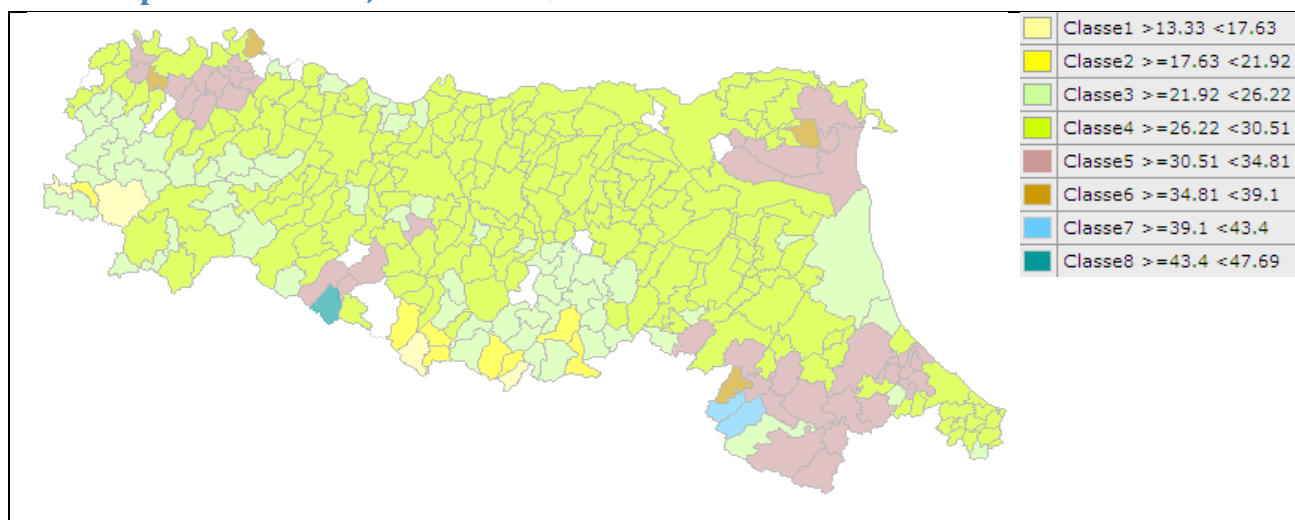 Classe1 >13.33 <17.63
Classe2 >=17.63 <21.92
Classe3 >=21.92 <26.22
Classe4 >=26.22 <30.51
Classe5 >=30.51 <34.81
Classe6 >=34.81 <39.1
Classe7 >=39.1 <43.4
Classe8 >=43.4 <47.69